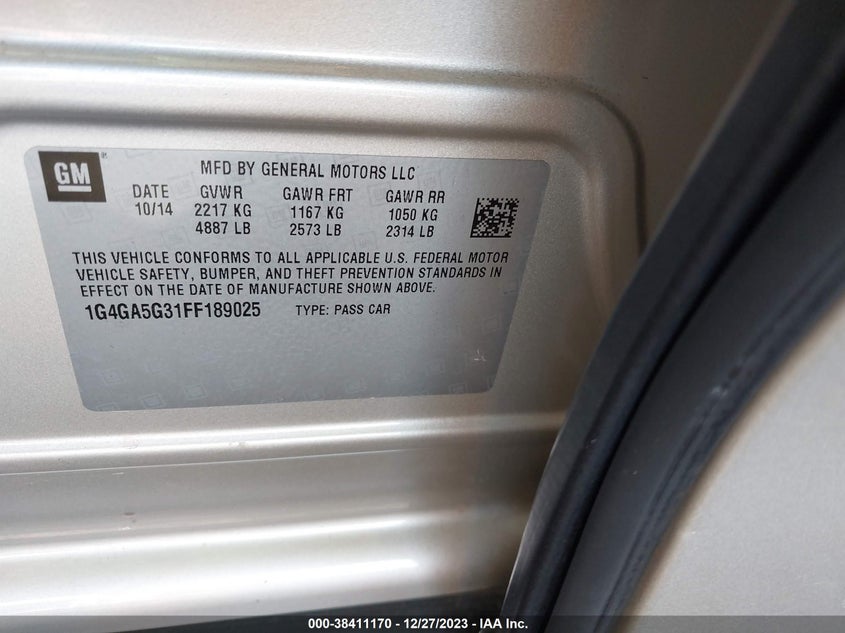 GM
MFD BY GENERAL MOTORS LLC
DATE GVWR GAWR FRT GAWR RR
10/14 2217 KG 1167 KG 1050 KG
4887 LB 2573 LB 2314 LB
THIS VEHICLE CONFORMS TO ALL APPLICABLE U.S. FEDERAL MOTOR
VEHICLE SAFETY, BUMPER, AND THEFT PREVENTION STANDARDS IN
EFFECT ON THE DATE OF MANUFACTURE SHOWN ABOVE.
1G4GA5G31FF189025 TYPE: PASS CAR
000-38411170 - 12/27/2023 - IAA Inc.